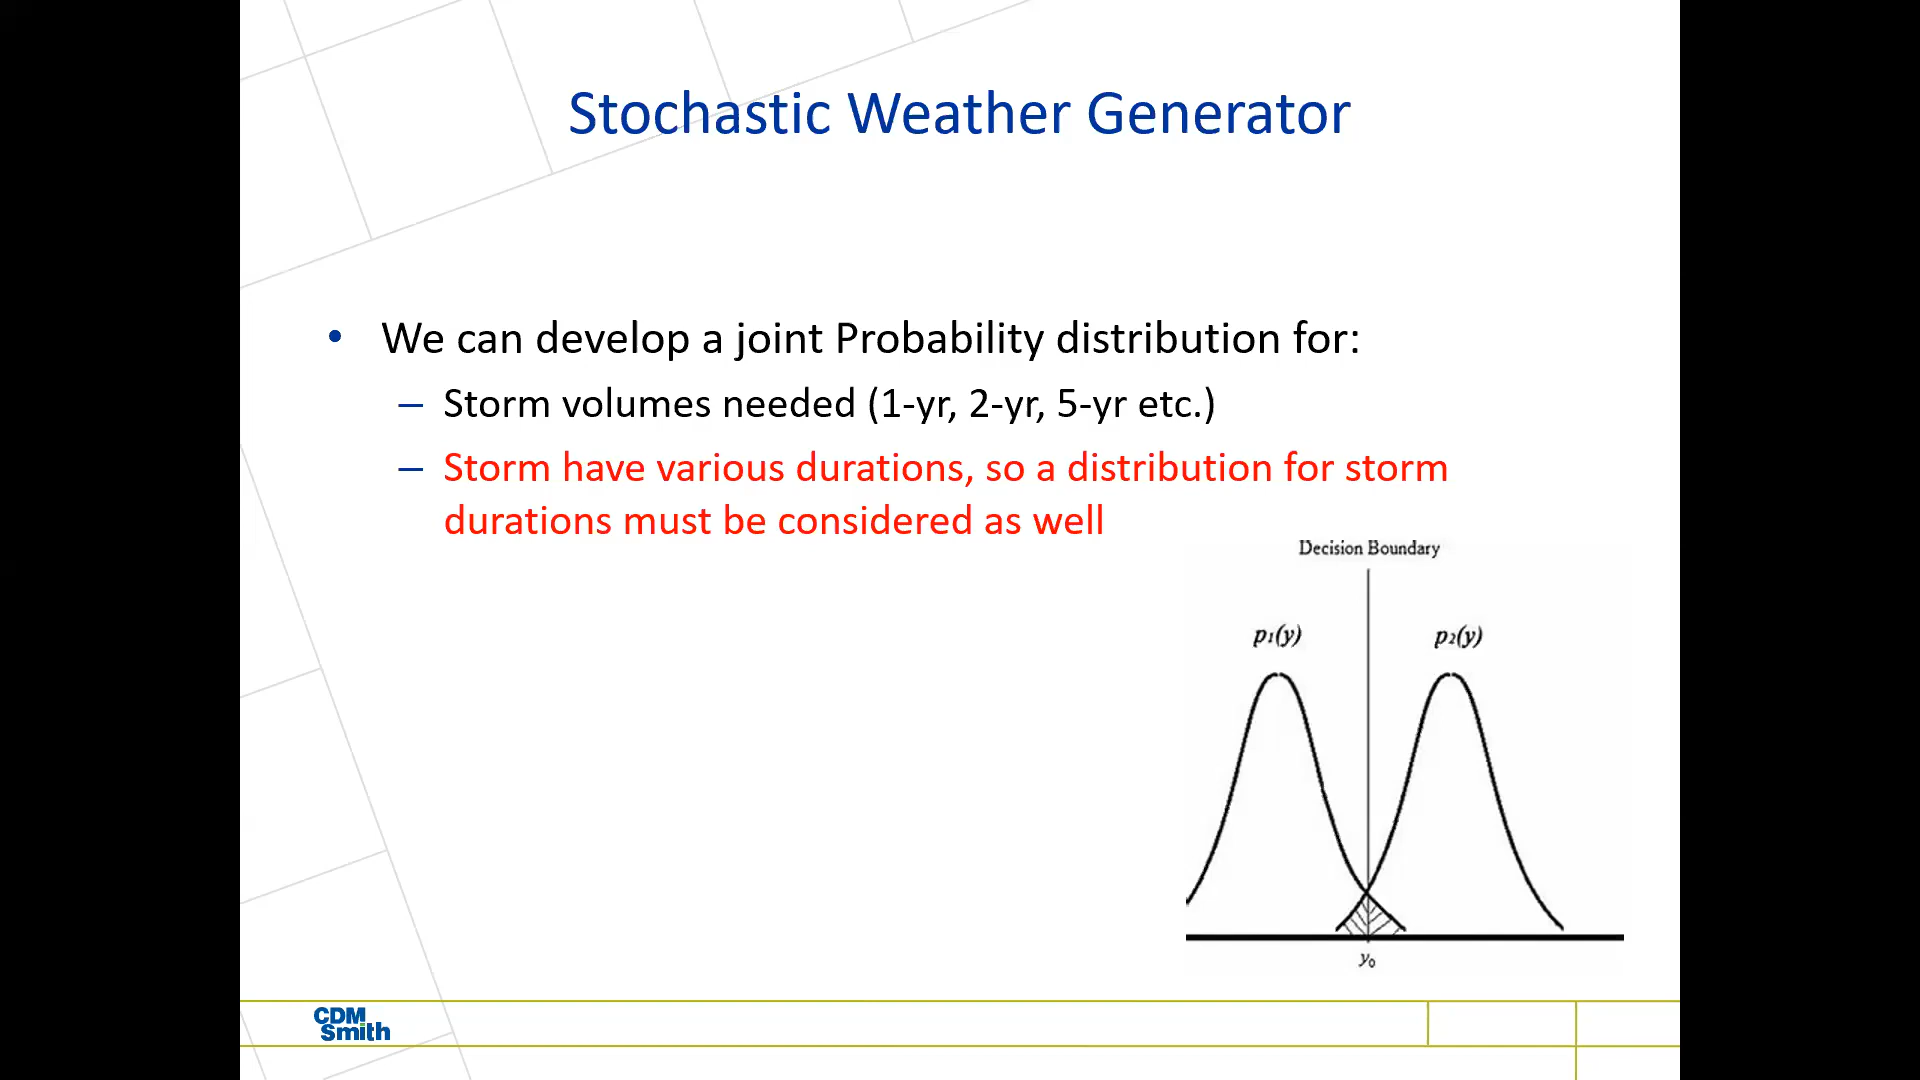 Stochastic Weather Generator
• We can develop a joint Probability distribution for:
– Storm volumes needed (1-yr, 2-yr, 5-yr etc.)
– Storm have various durations, so a distribution for storm
durations must be considered as well
Decision Boundary
p₁(y) p₂(y)
y₀
CDM
Smith